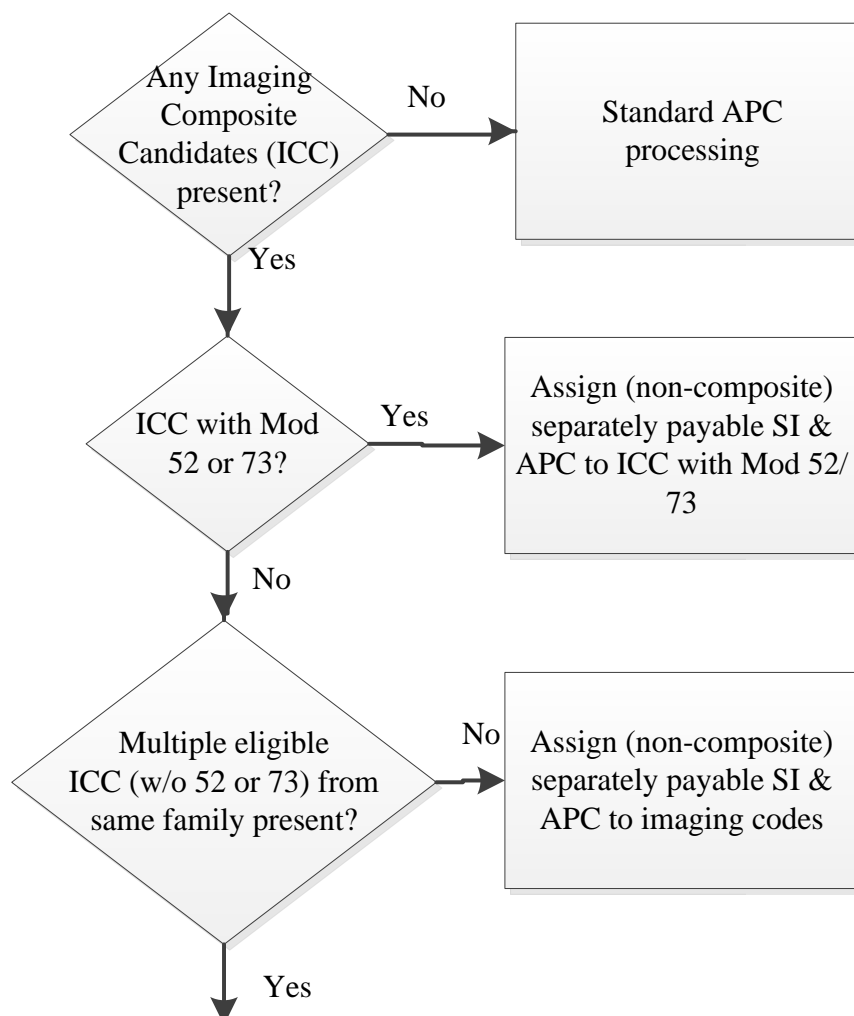 Any Imaging
Composite
Candidates (ICC)
present?
No
Standard APC
processing
Yes
ICC with Mod
52 or 73?
Yes
Assign (non-composite)
separately payable SI &
APC to ICC with Mod 52/
73
No
Multiple eligible
ICC (w/o 52 or 73) from
same family present?
No
Assign (non-composite)
separately payable SI &
APC to imaging codes
Yes